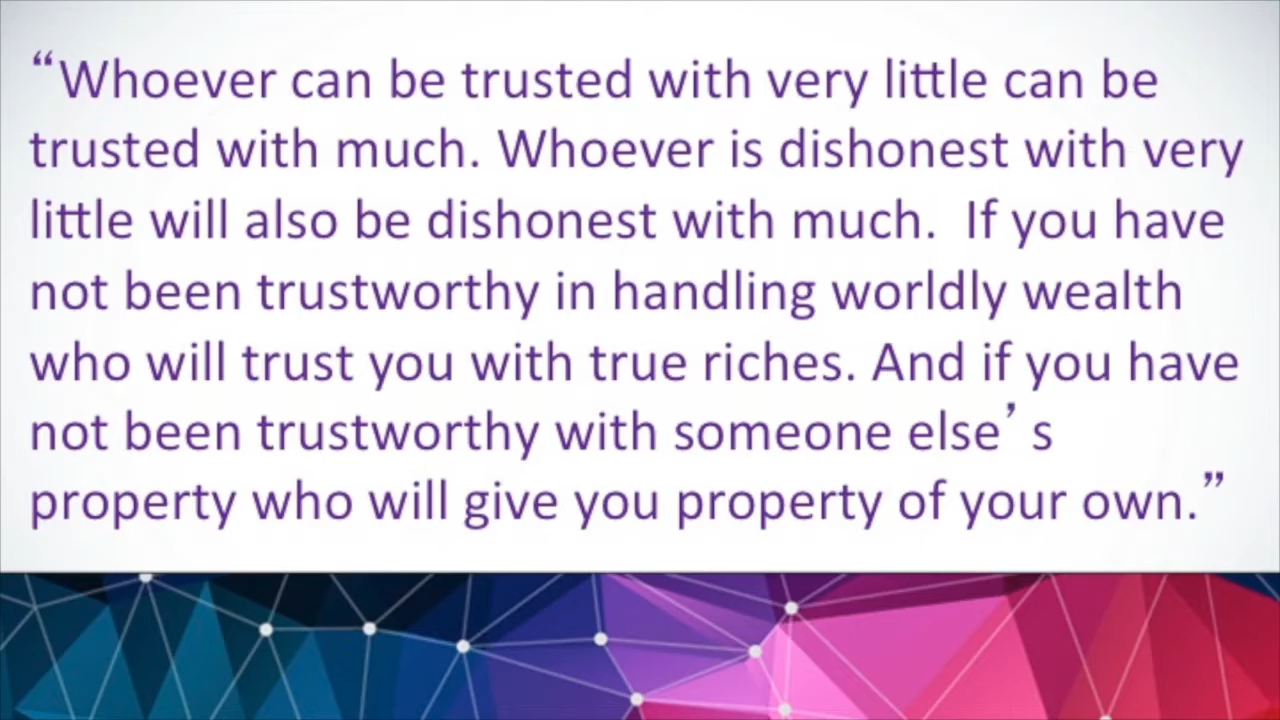 “Whoever can be trusted with very little can be
trusted with much. Whoever is dishonest with very
little will also be dishonest with much.  If you have
not been trustworthy in handling worldly wealth
who will trust you with true riches. And if you have
not been trustworthy with someone else’s
property who will give you property of your own.”